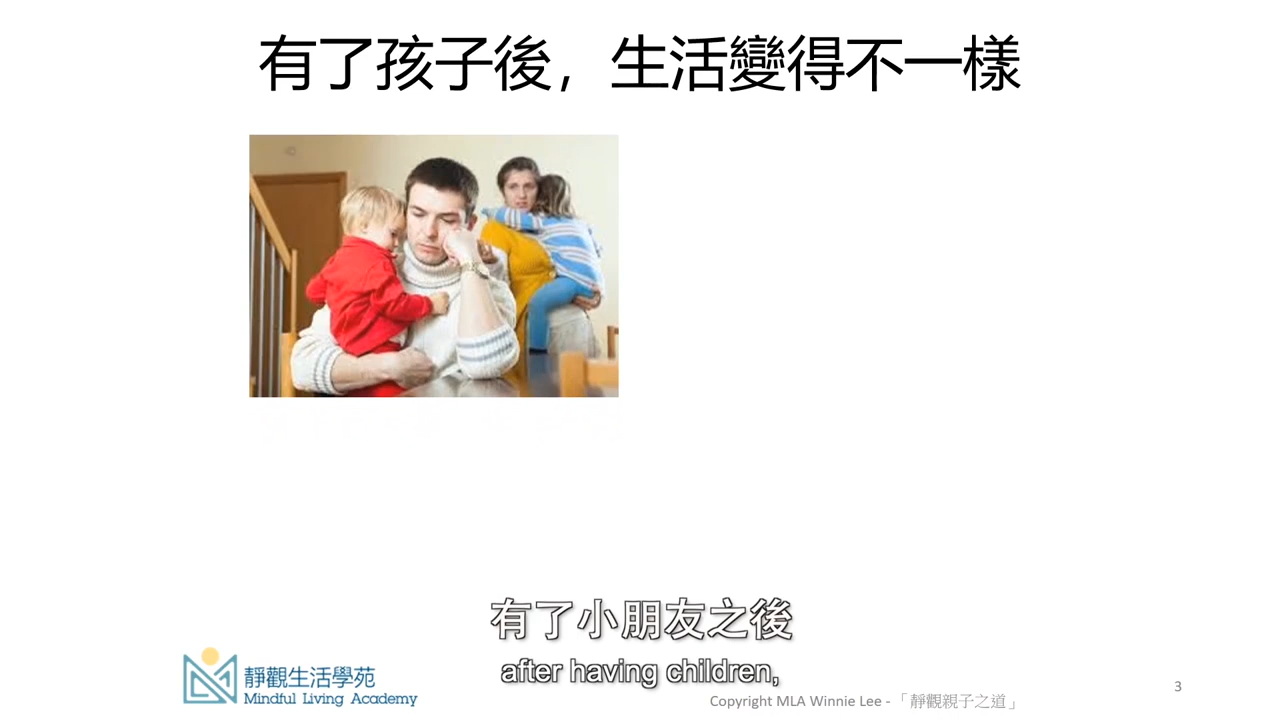 有了孩子後，生活變得不一樣
有了小朋友之後
after having children,
靜觀生活學苑
Mindful Living Academy
Copyright MLA Winnie Lee - 「靜觀親子之道」
3